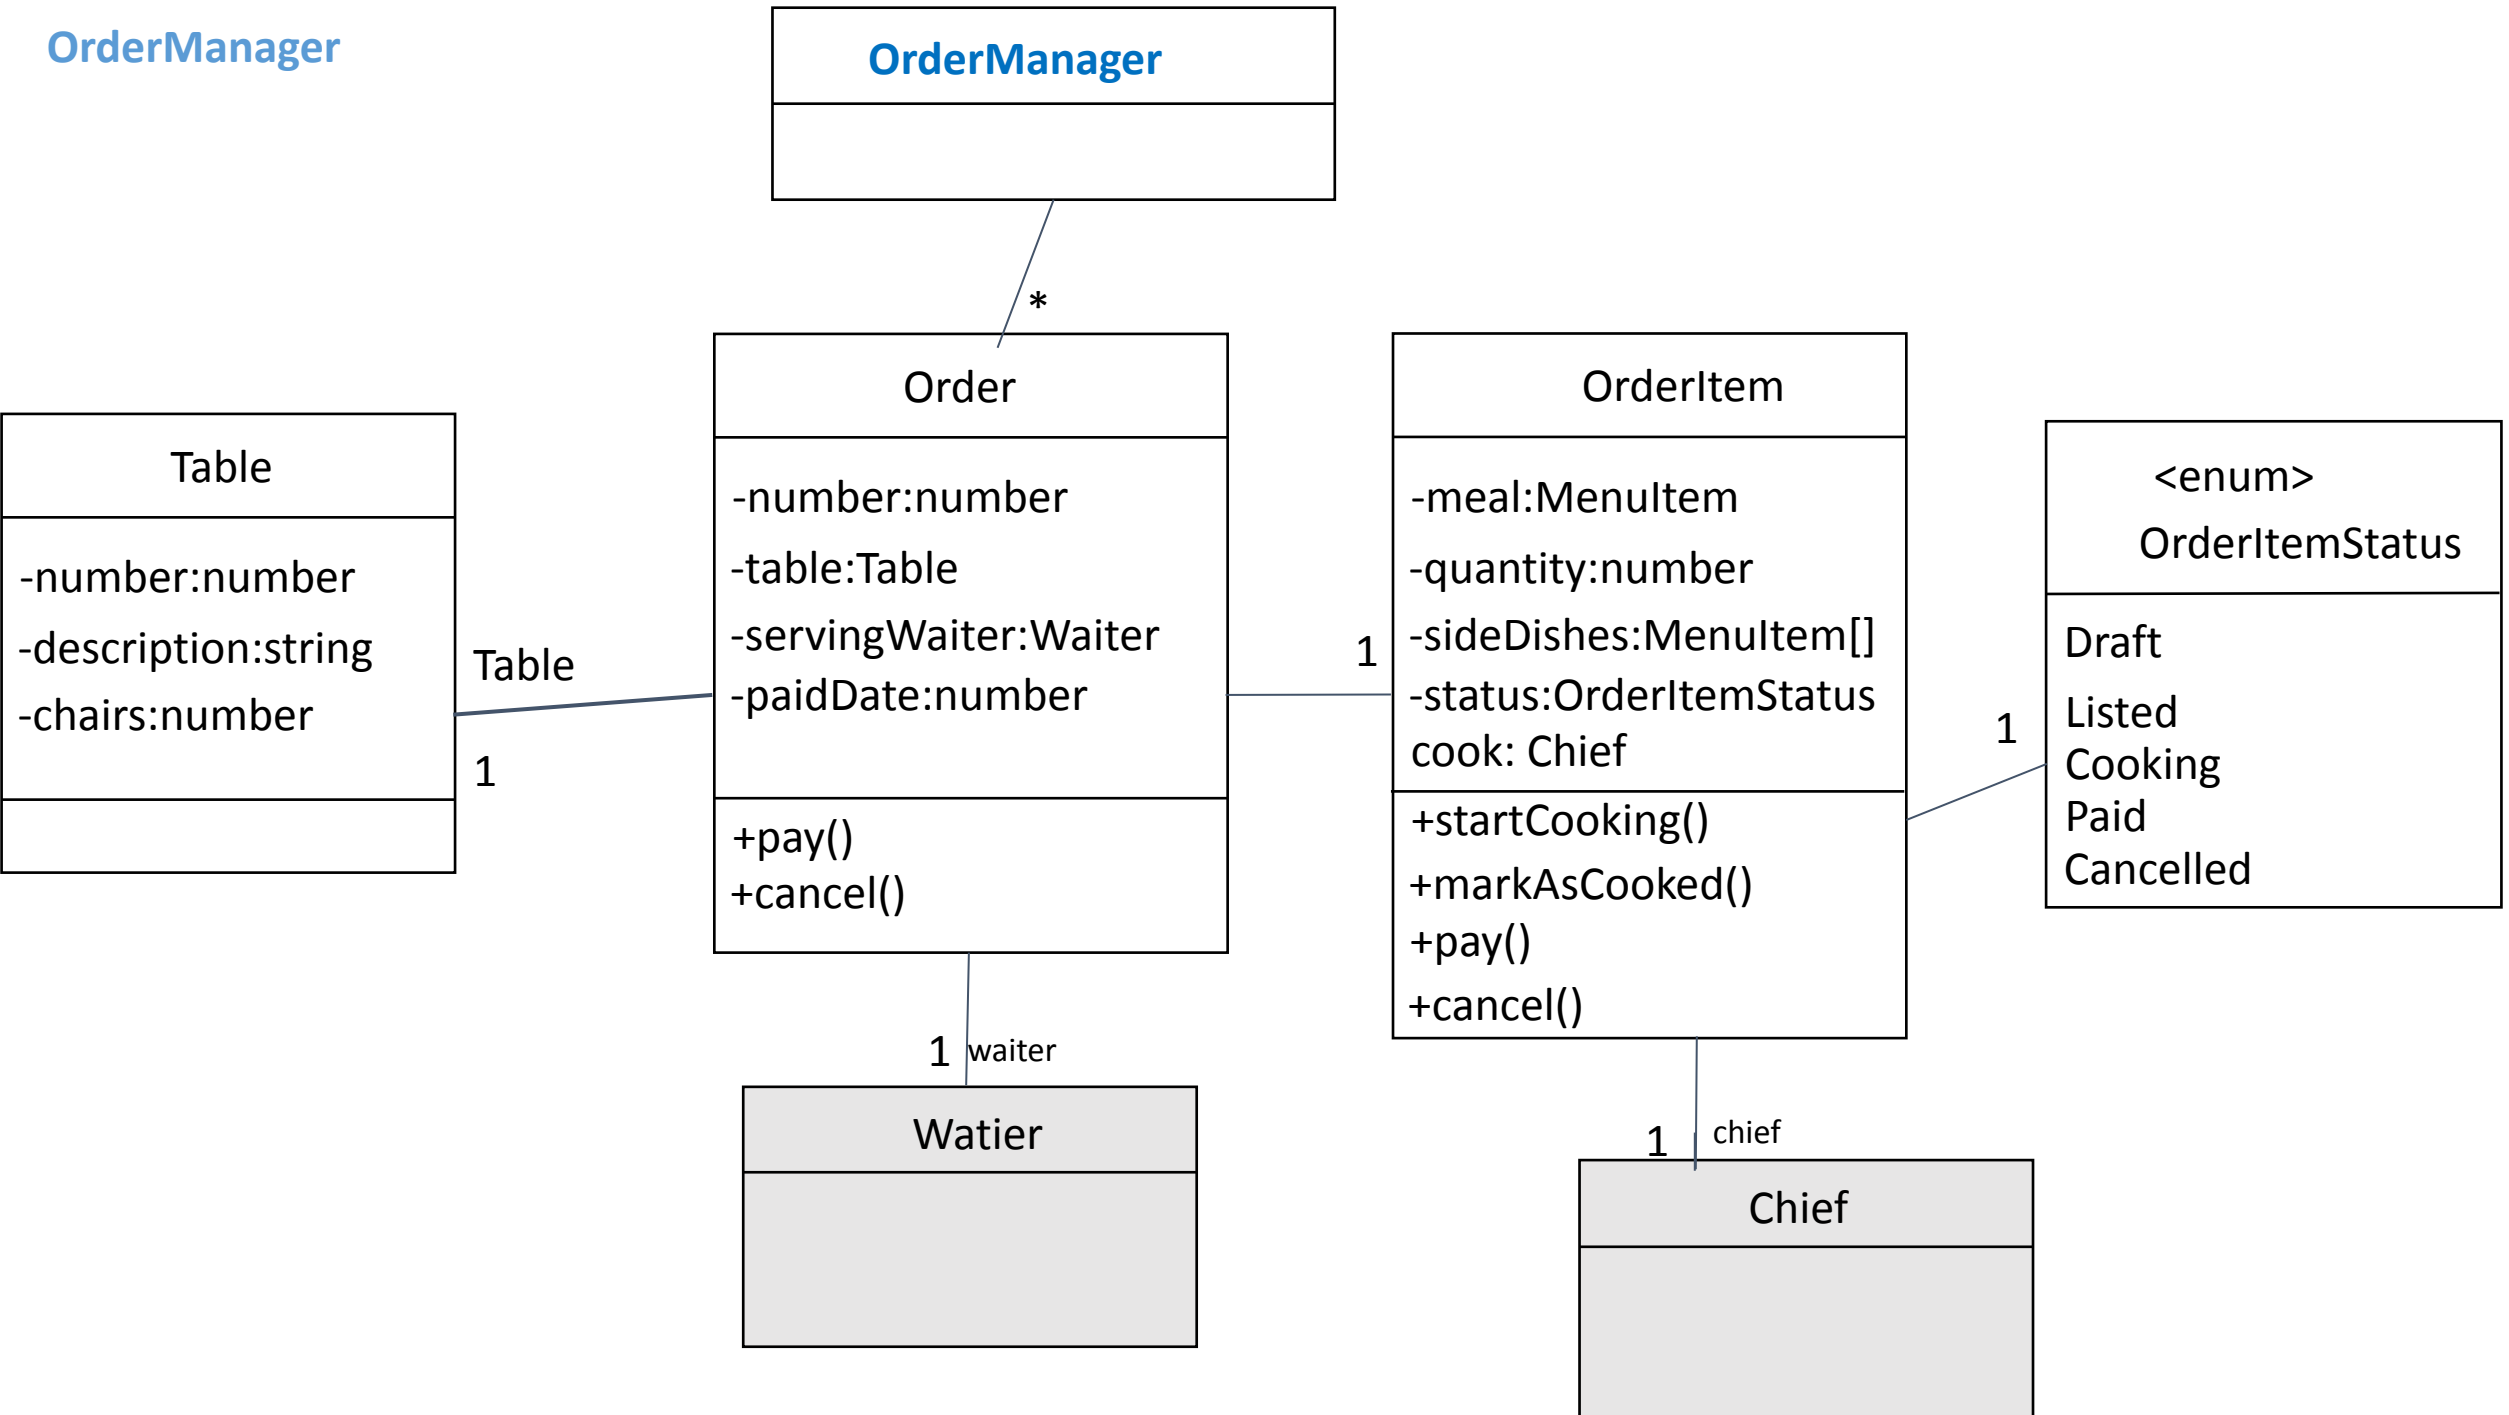 OrderManager
OrderManager
*
Table
-number:number
-description:string
-chairs:number
Table
1
Order
-number:number
-table:Table
-servingWaiter:Waiter
-paidDate:number
+pay()
+cancel()
1
OrderItem
-meal:MenuItem
-quantity:number
-sideDishes:MenuItem[]
-status:OrderItemStatus
cook: Chief
+startCooking()
+markAsCooked()
+pay()
+cancel()
1
<enum>
OrderItemStatus
Draft
Listed
Cooking
Paid
Cancelled
1 waiter
Watier
1 chief
Chief